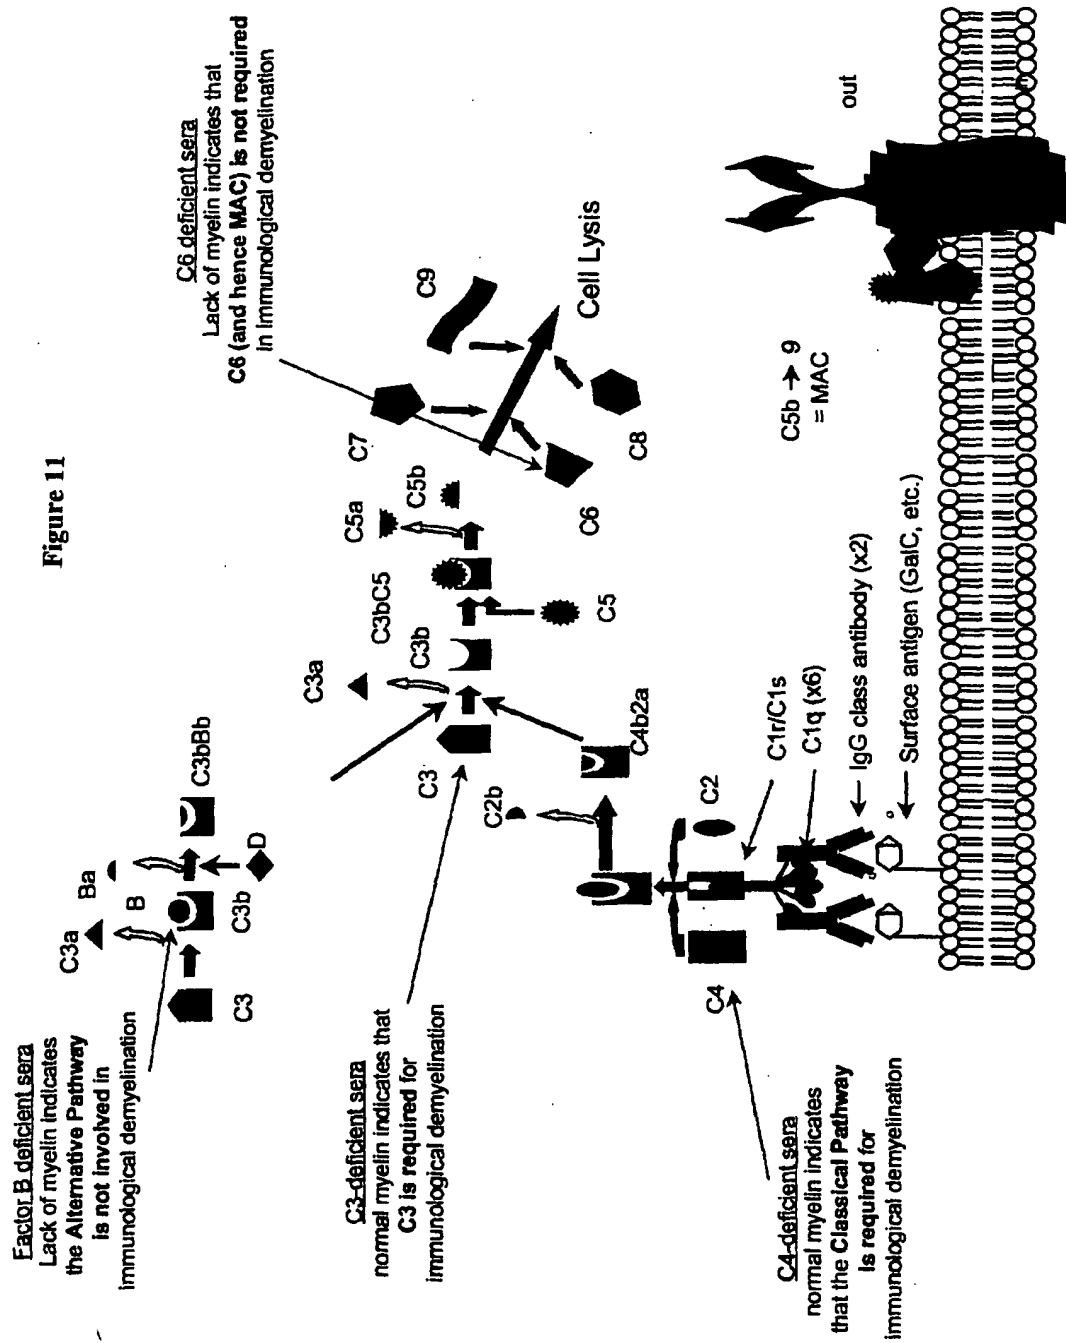 Figure 11
Factor B deficient sera
Lack of myelin indicates
the Alternative Pathway
is not involved in
immunological demyelination
C3a
Ba
B
C3
C3b
D
C3bBb
C3-deficient sera
normal myelin indicates that
C3 is required for
immunological demyelination
C3
C3a
C3b
C3bC5
C5
C5a
C5b
C6 deficient sera
Lack of myelin indicates that
C6 (and hence MAC) is not required
in immunological demyelination
C7
C9
C6
C8
Cell Lysis
C4-deficient sera
normal myelin indicates
that the Classical Pathway
is required for
immunological demyelination
C2b
C4b2a
C4
C2
C1r/C1s
C1q (x6)
IgG class antibody (x2)
Surface antigen (GalC, etc.)
C5b → 9
= MAC
out